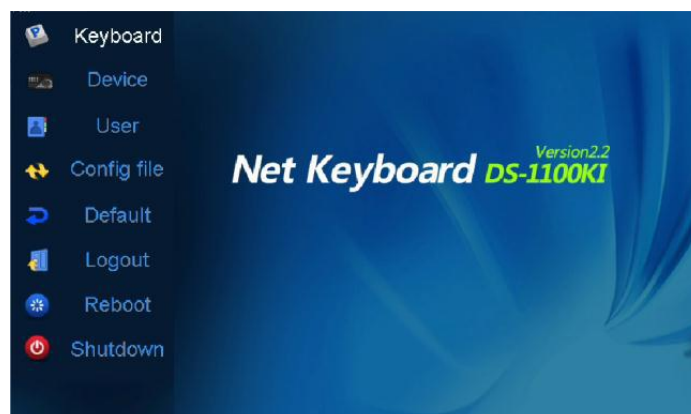 Keyboard
Device
User
Config file
Default
Logout
Reboot
Shutdown
Version2.2
Net Keyboard DS-1100KI